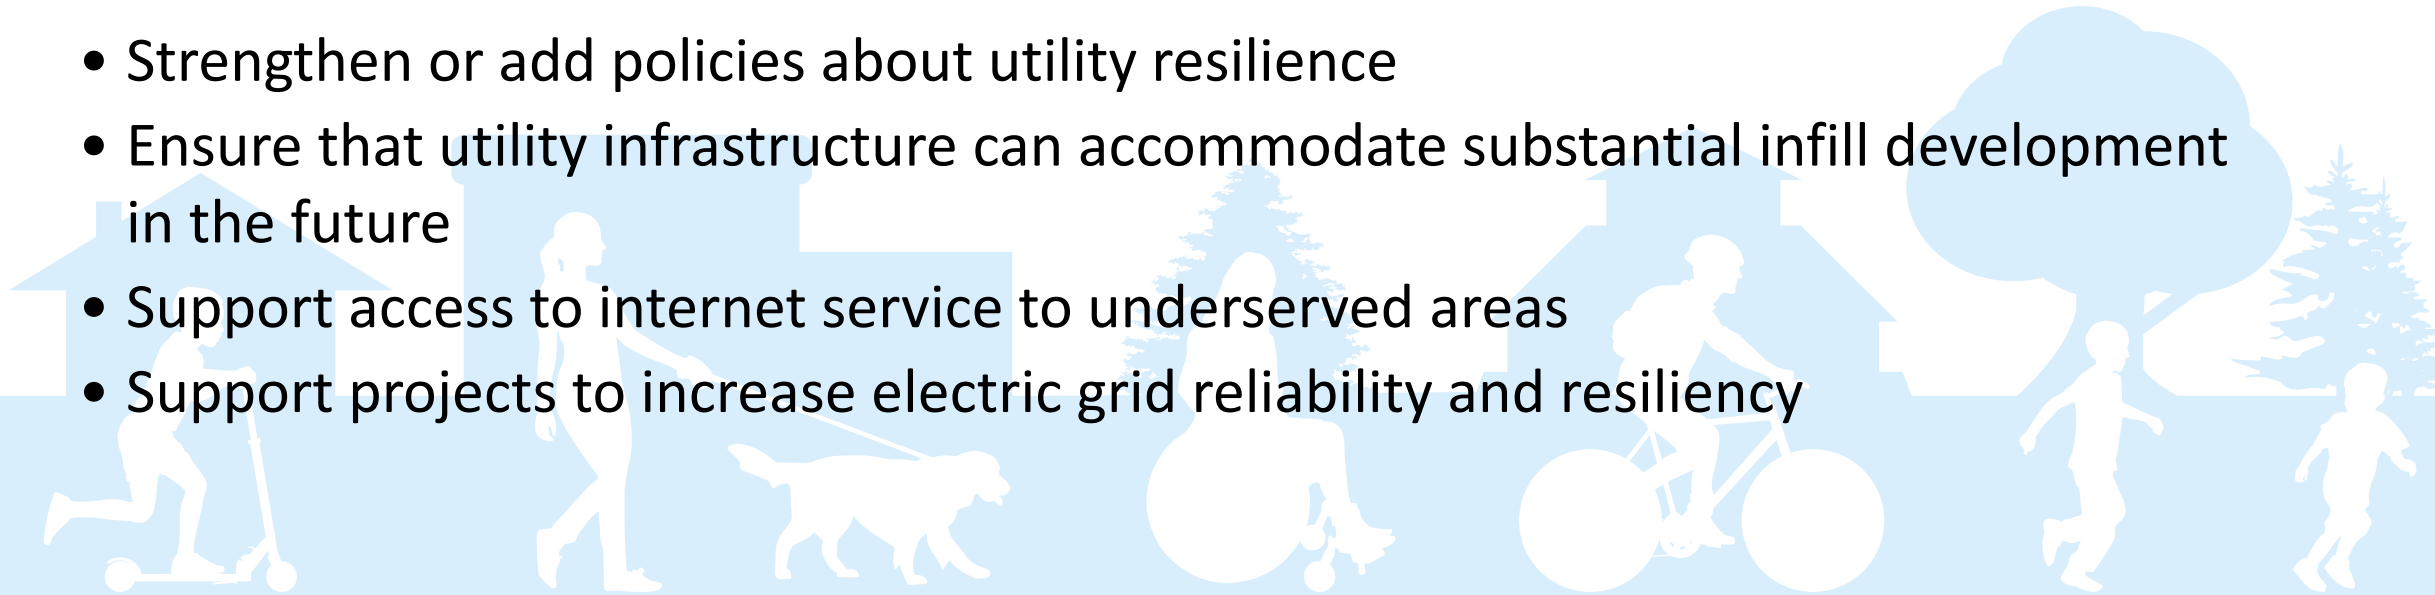 • Strengthen or add policies about utility resilience
• Ensure that utility infrastructure can accommodate substantial infill development
in the future
• Support access to internet service to underserved areas
• Support projects to increase electric grid reliability and resiliency